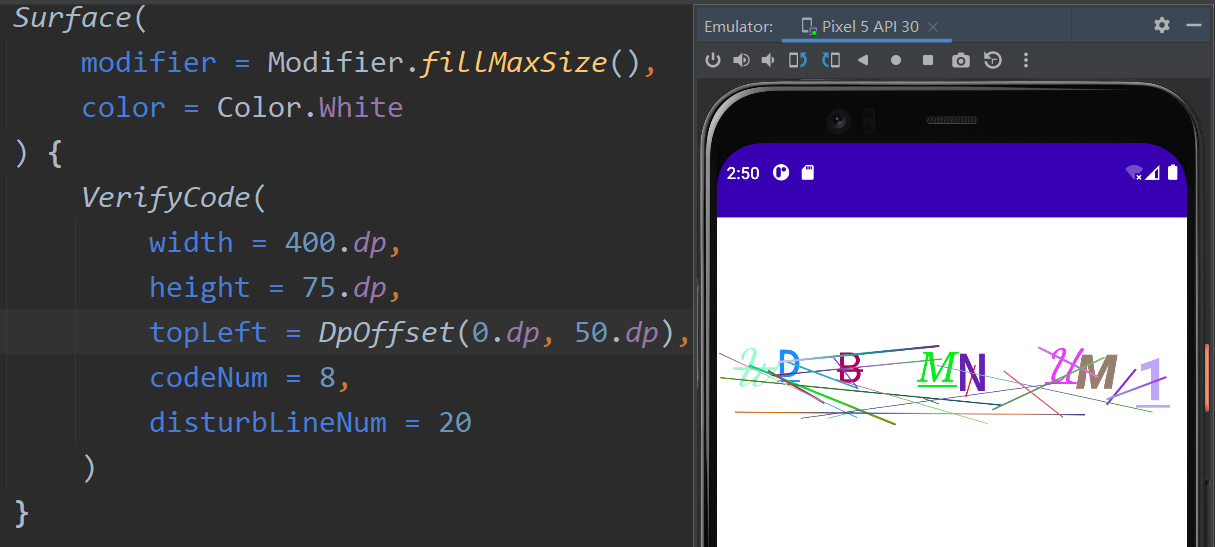 Surface(
modifier = Modifier.fillMaxSize(),
color = Color.White
) {
VerifyCode(
width = 400.dp,
height = 75.dp,
topLeft = DpOffset(0.dp, 50.dp),
codeNum = 8,
disturbLineNum = 20
)
}
Emulator:
Pixel 5 API 30
2:50
D B M N U M 1